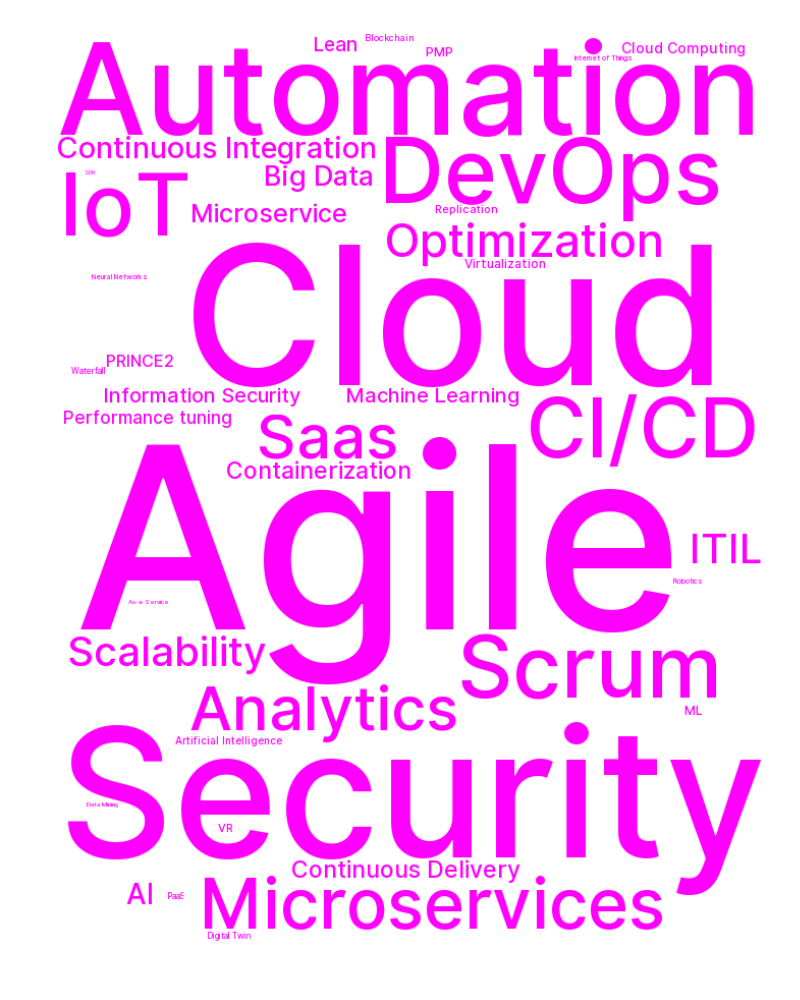 Lean
Blockchain
PMP
Cloud Computing
Internet of Things
Automation
Continuous Integration
DevOps
Big Data
SDN
IoT
Microservice
Replication
Optimization
Virtualization
Neural Networks
Cloud
PRINCE2
Waterfall
Information Security
Machine Learning
CI/CD
Performance tuning
Saas
Containerization
Agile
ITIL
Robotics
As-a-Service
Scalability
Scrum
Analytics
ML
Artificial Intelligence
Security
Data Mining
VR
Continuous Delivery
AI
PaaS
Microservices
Digital Twin